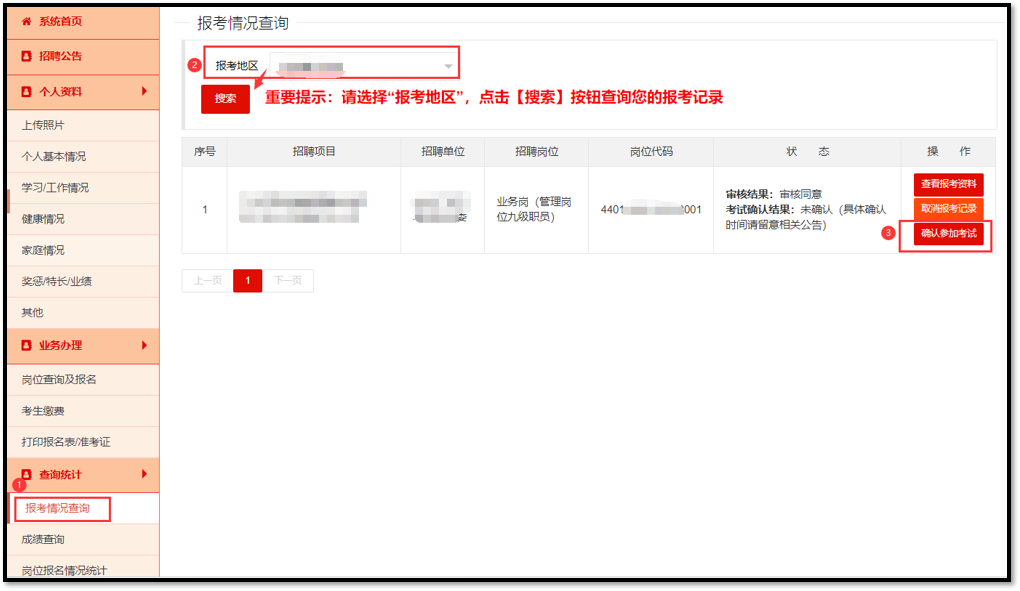 系统首页
招聘公告
个人资料
上传照片
个人基本情况
学习/工作情况
健康情况
家庭情况
奖惩/特长/业绩
其他
业务办理
岗位查询及报名
考生缴费
打印报名表/准考证
查询统计
1
报考情况查询
成绩查询
岗位报名情况统计
报考情况查询
2 报考地区
搜索
重要提示：请选择“报考地区”，点击【搜索】按钮查询您的报考记录
序号 招聘项目 招聘单位 招聘岗位 岗位代码 状 态 操 作
1
业务岗（管理岗
位九级职员）
4401 001
审核结果：审核同意
考试确认结果：未确认（具体确认
时间请留意相关公告）
查看报考资料
取消报考记录
3 确认参加考试
上一页 1 下一页